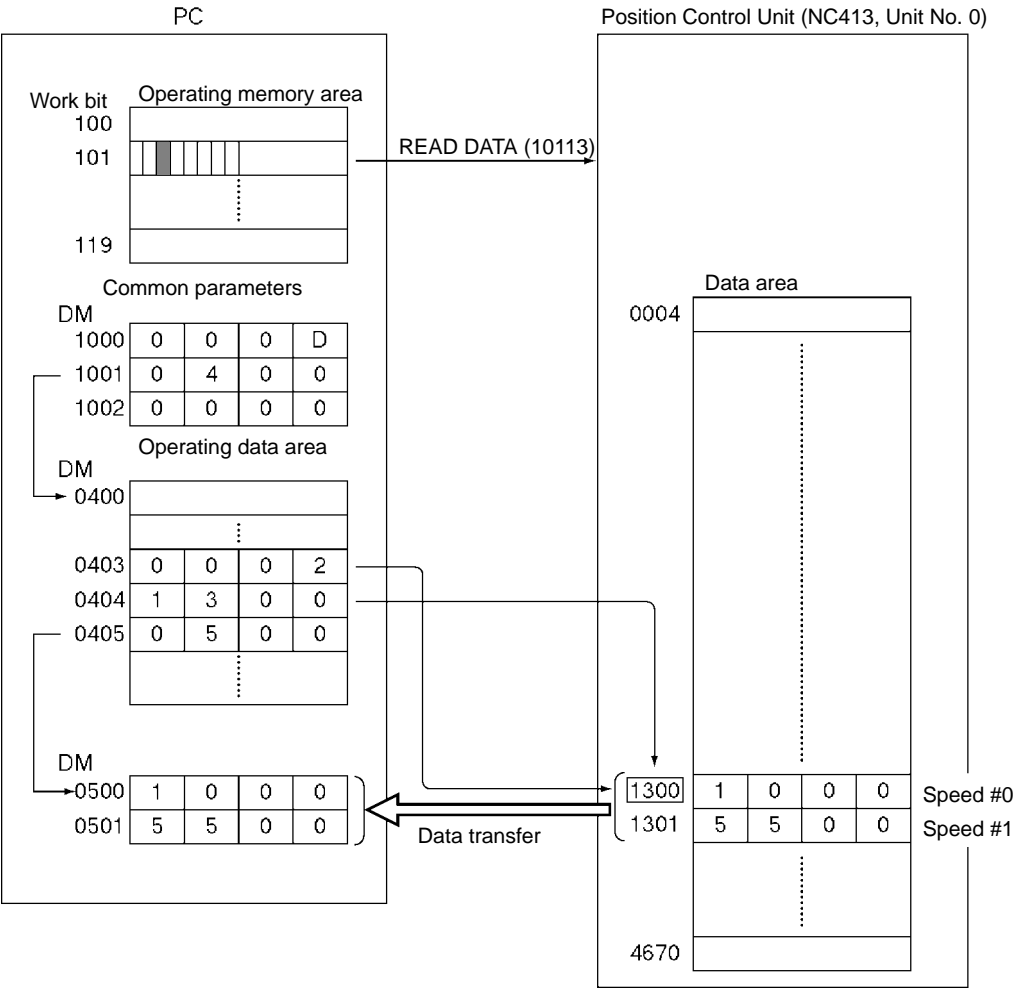 PC
Position Control Unit (NC413, Unit No. 0)
Work bit
Operating memory area
100
101
READ DATA (10113)
119
Common parameters
DM
1000 0 0 0 D
1001 0 4 0 0
1002 0 0 0 0
Operating data area
DM
0400
0403 0 0 0 2
0404 1 3 0 0
0405 0 5 0 0
DM
0500 1 0 0 0
0501 5 5 0 0
Data transfer
Data area
0004
1300 1 0 0 0 Speed #0
1301 5 5 0 0 Speed #1
4670